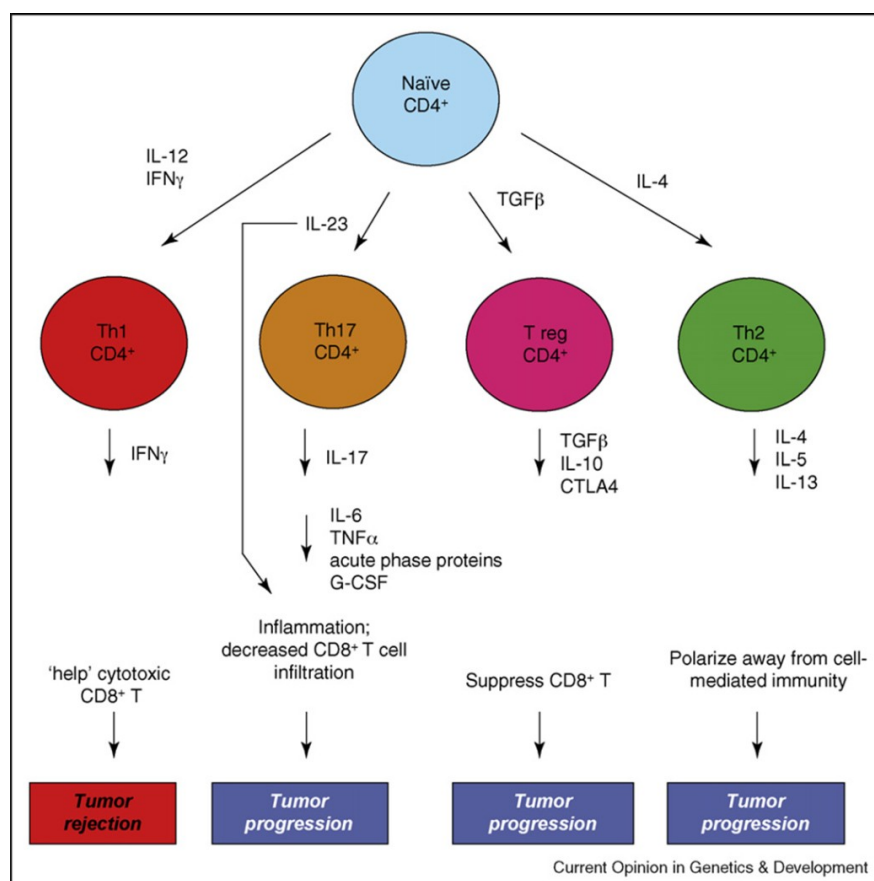 Naïve
CD4⁺
IL-12
IFNγ
IL-23
TGFβ
IL-4
Th1
CD4⁺
Th17
CD4⁺
T reg
CD4⁺
Th2
CD4⁺
IFNγ
IL-17
TGFβ
IL-10
CTLA4
IL-4
IL-5
IL-13
IL-6
TNFα
acute phase proteins
G-CSF
‘help’ cytotoxic
CD8⁺ T
Inflammation;
decreased CD8⁺ T cell
infiltration
Suppress CD8⁺ T
Polarize away from cell-
mediated immunity
Tumor
rejection
Tumor
progression
Tumor
progression
Tumor
progression
Current Opinion in Genetics & Development